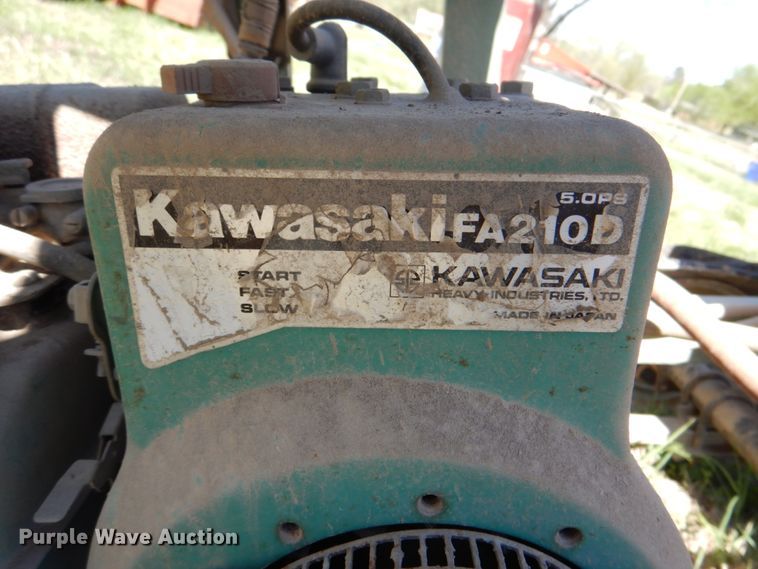 5.0PS
Kawasaki FA210D
START
FAST
SLOW
KAWASAKI
HEAVY INDUSTRIES, LTD.
MADE IN JAPAN
Purple Wave Auction